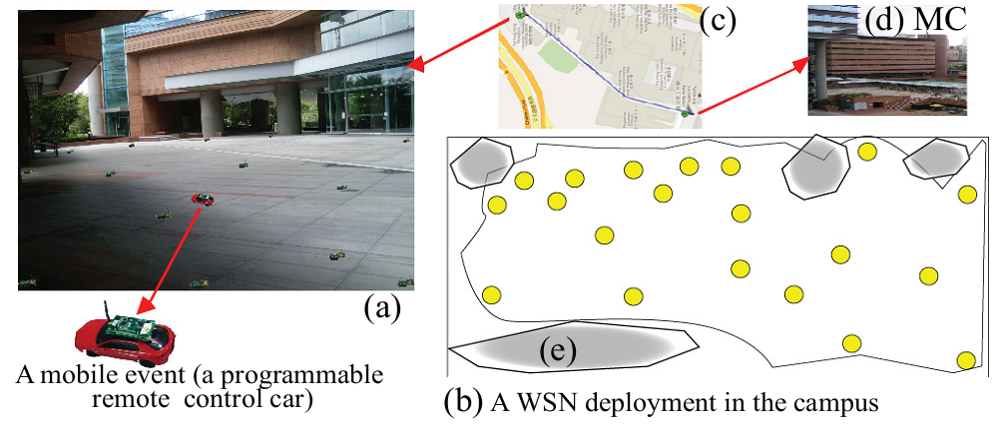 (c)
(d) MC
(a)
(e)
A mobile event (a programmable
remote control car)
(b) A WSN deployment in the campus